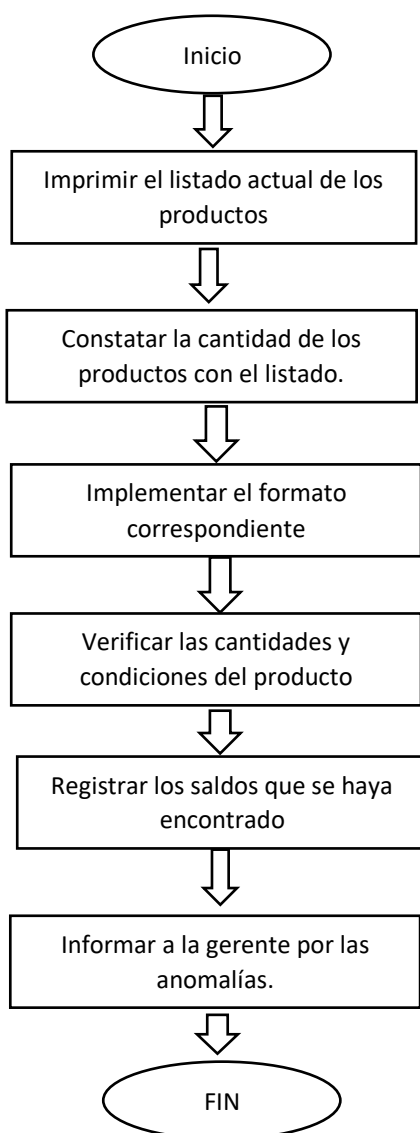 Inicio
Imprimir el listado actual de los
productos
Constatar la cantidad de los
productos con el listado.
Implementar el formato
correspondiente
Verificar las cantidades y
condiciones del producto
Registrar los saldos que se haya
encontrado
Informar a la gerente por las
anomalías.
FIN